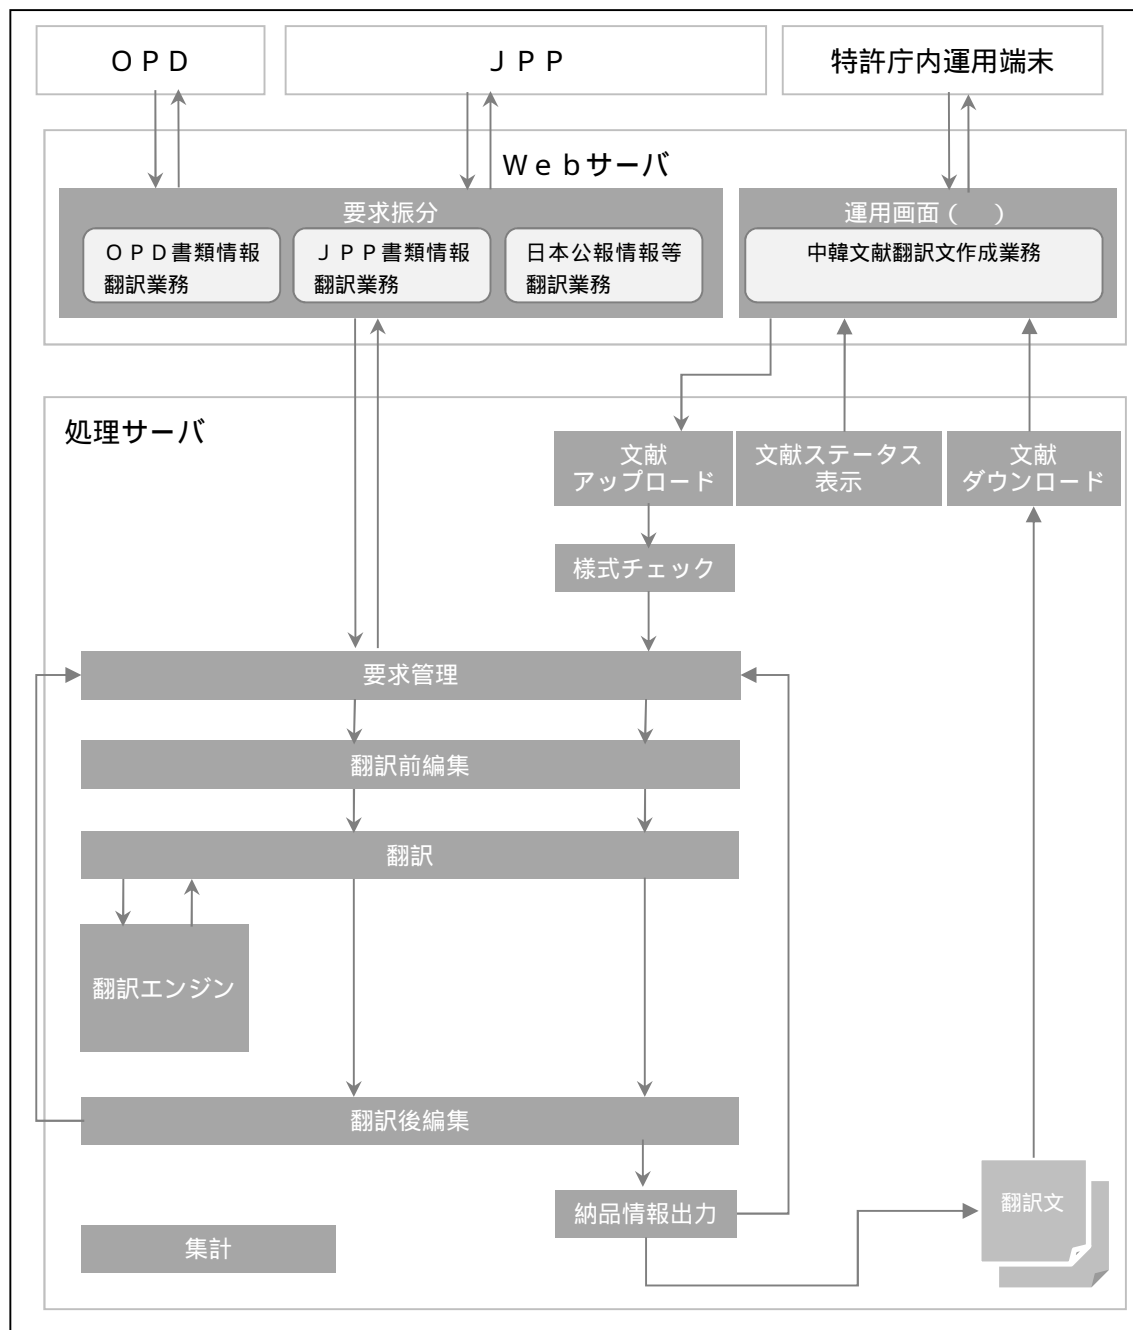 ＯＰＤ
ＪＰＰ
特許庁内運用端末
Ｗｅｂサーバ
要求振分
ＯＰＤ書類情報
翻訳業務
ＪＰＰ書類情報
翻訳業務
日本公報情報等
翻訳業務
運用画面（　）
中韓文献翻訳文作成業務
処理サーバ
文献
アップロード
文献ステータス
表示
文献
ダウンロード
様式チェック
要求管理
翻訳前編集
翻訳
翻訳エンジン
翻訳後編集
納品情報出力
翻訳文
集計